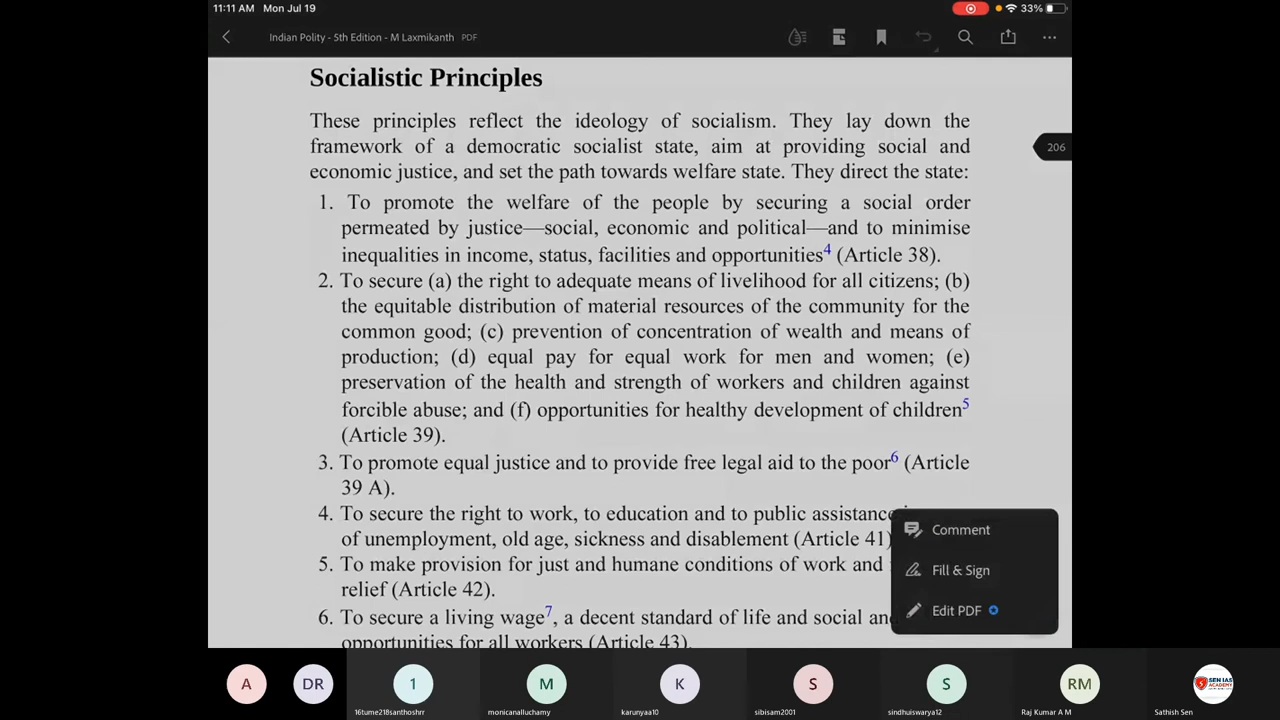 11:11 AM Mon Jul 19
33%
Indian Polity - 5th Edition - M Laxmikanth PDF
Socialistic Principles
206
These principles reflect the ideology of socialism. They lay down the
framework of a democratic socialist state, aim at providing social and
economic justice, and set the path towards welfare state. They direct the state:
1. To promote the welfare of the people by securing a social order
permeated by justice—social, economic and political—and to minimise
inequalities in income, status, facilities and opportunities4 (Article 38).
2. To secure (a) the right to adequate means of livelihood for all citizens; (b)
the equitable distribution of material resources of the community for the
common good; (c) prevention of concentration of wealth and means of
production; (d) equal pay for equal work for men and women; (e)
preservation of the health and strength of workers and children against
forcible abuse; and (f) opportunities for healthy development of children5
(Article 39).
3. To promote equal justice and to provide free legal aid to the poor6 (Article
39 A).
4. To secure the right to work, to education and to public assistance
of unemployment, old age, sickness and disablement (Article 41)
5. To make provision for just and humane conditions of work and
relief (Article 42).
6. To secure a living wage7, a decent standard of life and social and
opportunities for all workers (Article 43).
Comment
Fill & Sign
Edit PDF
A
DR
1
M
K
S
S
RM
SEN IAS
ACADEMY
16tume218santhoshrr
monicanalluchamy
karunyaa10
sibisam2001
sindhuiswarya12
Raj Kumar A M
Sathish Sen